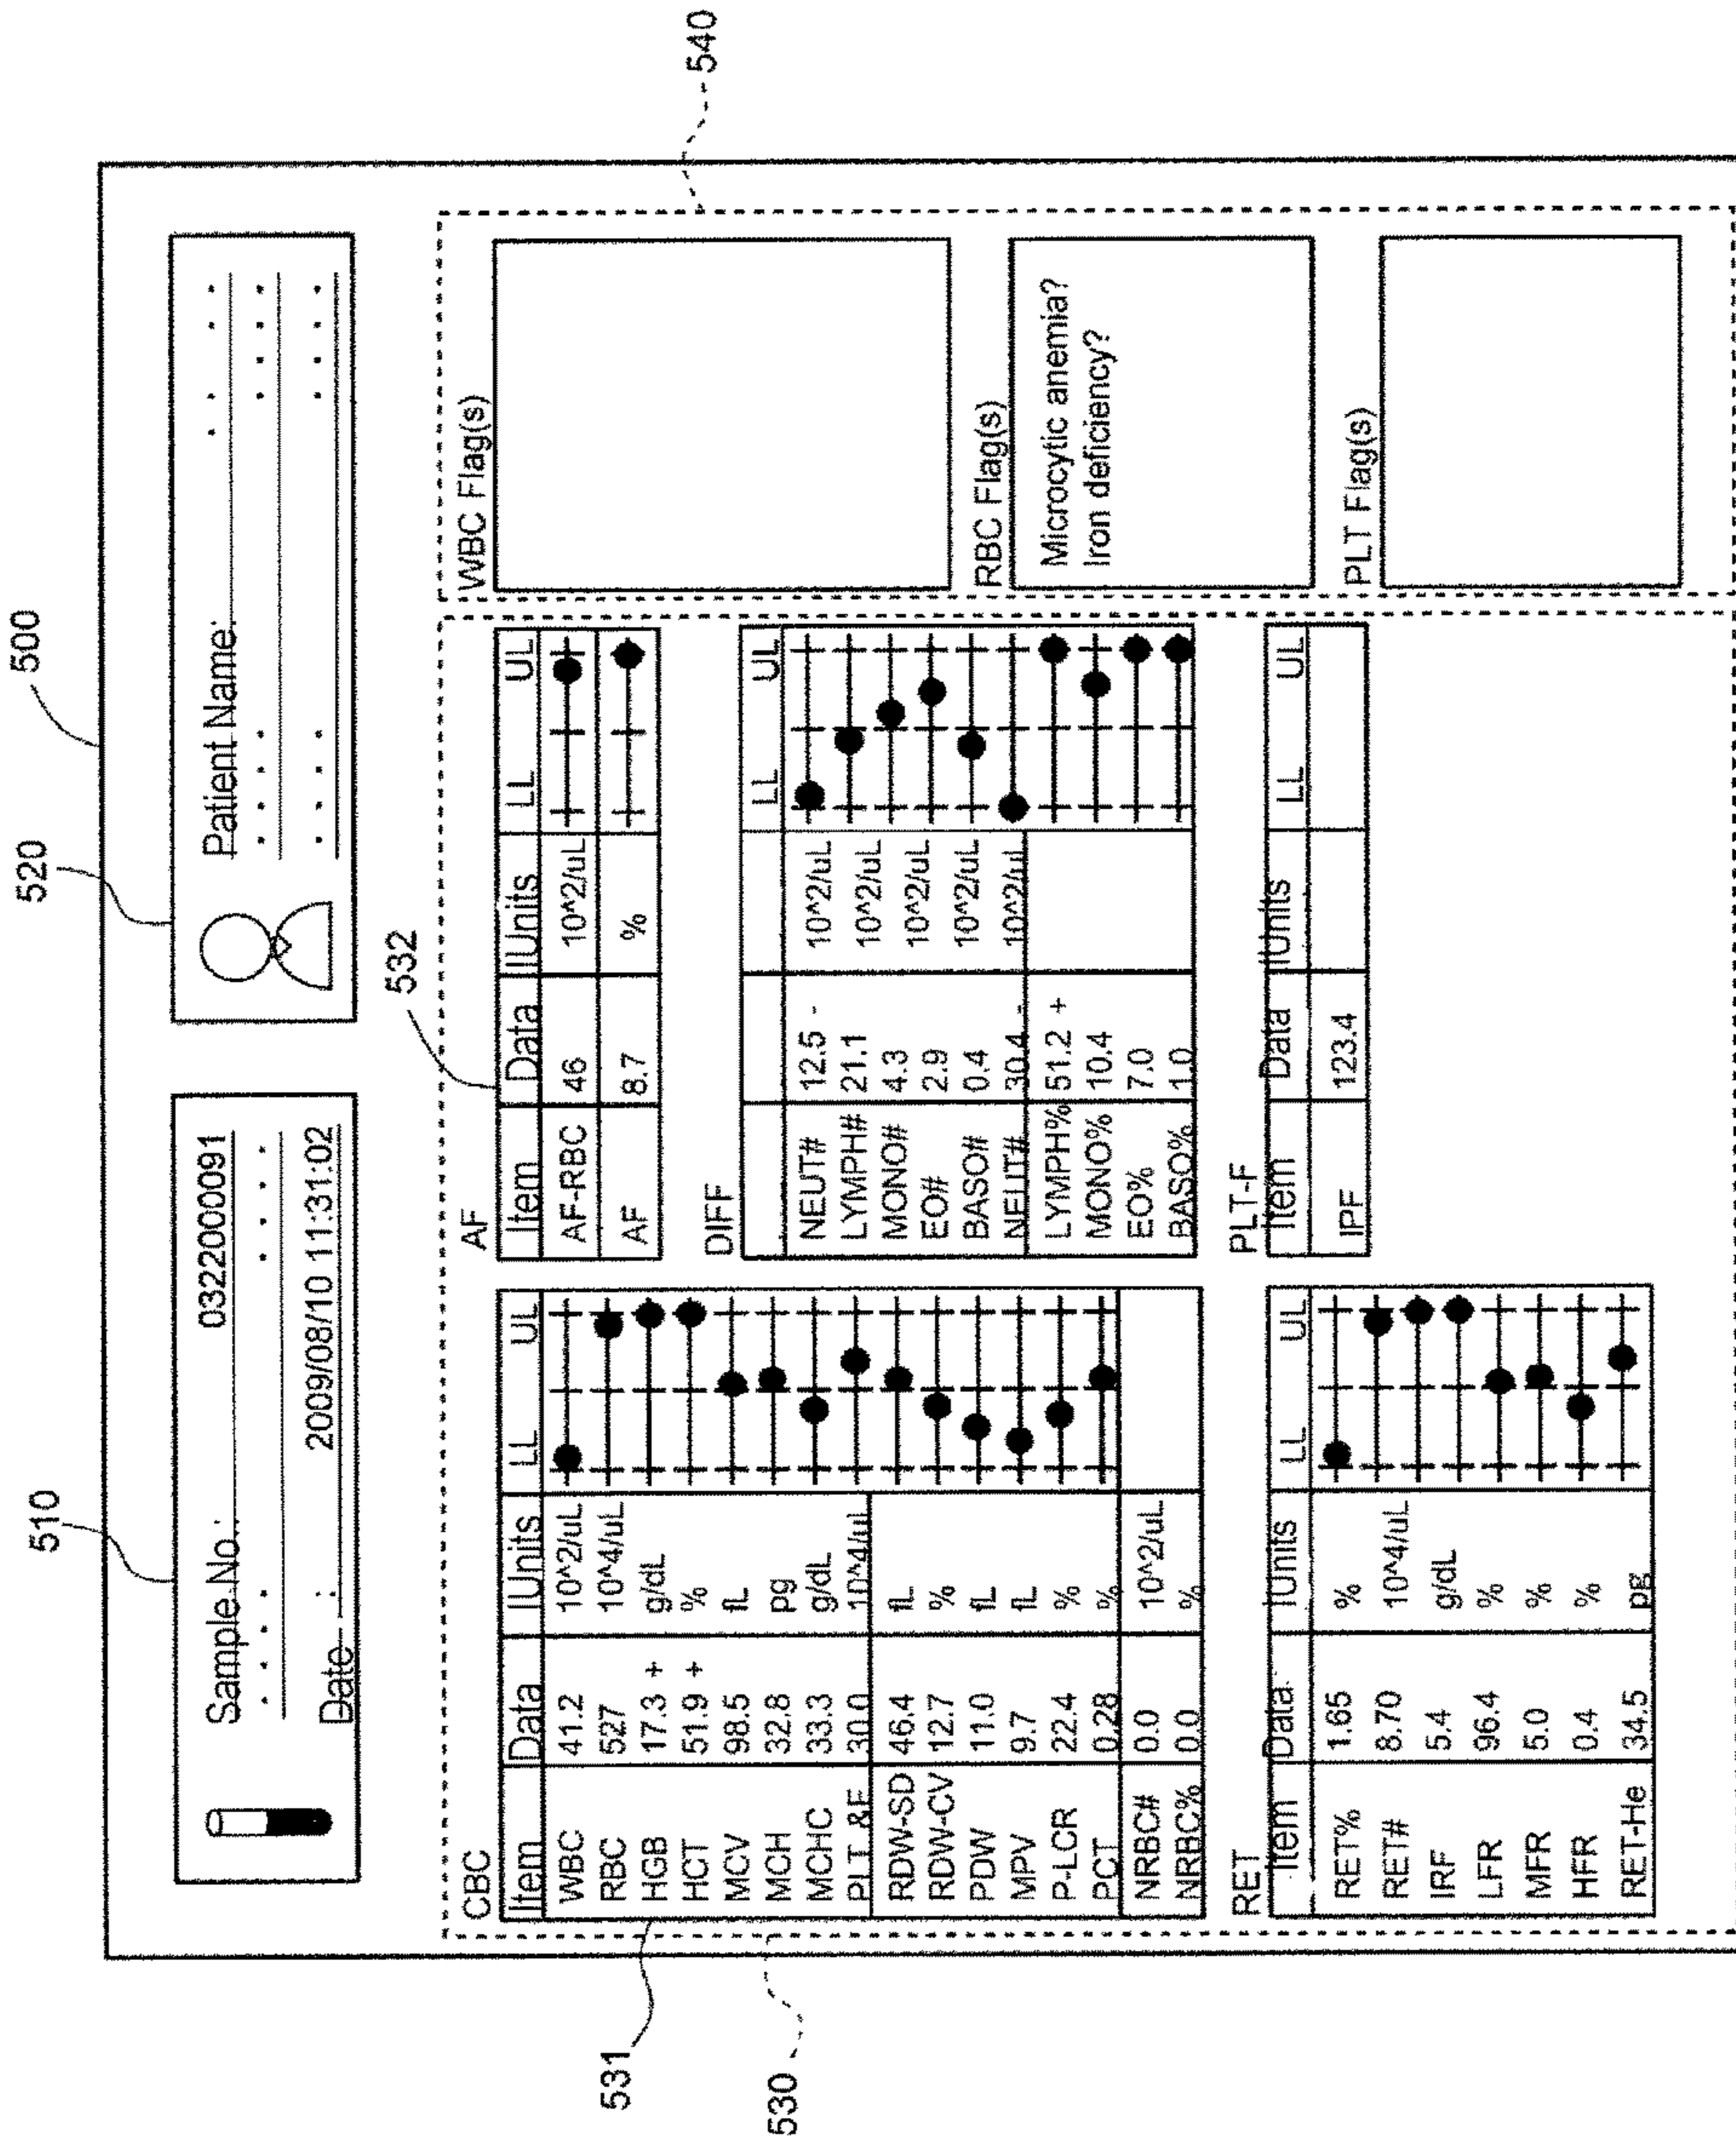 500
510
520
Sample No.: 0322000091
. . . . . . . .
Date : 2009/08/10 11:31:02
Patient Name: . . . .
. . . . . . . .
. . . . . . . .
530
531
532
540
CBC
Item Data Units LL UL
WBC 41.2 10^2/uL
RBC 527 10^4/uL
HGB 17.3 + g/dL
HCT 51.9 + %
MCV 98.5 fL
MCH 32.8 pg
MCHC 33.3 g/dL
PLT &F 30.0 10^4/uL
RDW-SD 46.4 fL
RDW-CV 12.7 %
PDW 11.0 fL
MPV 9.7 fL
P-LCR 22.4 %
PCT 0.28 %
NRBC# 0.0 10^2/uL
NRBC% 0.0 %
RET
Item Data Units LL UL
RET% 1.65 %
RET# 8.70 10^4/uL
IRF 5.4 g/dL
LFR 96.4 %
MFR 5.0 %
HFR 0.4 %
RET-He 34.5 pg
AF
Item Data Units LL UL
AF-RBC 46 10^2/uL
AF 8.7 %
DIFF
LL UL
NEUT# 12.5 - 10^2/uL
LYMPH# 21.1 10^2/uL
MONO# 4.3 10^2/uL
EO# 2.9 10^2/uL
BASO# 0.4 10^2/uL
NEUT# 30.4 - 10^2/uL
LYMPH% 51.2 +
MONO% 10.4
EO% 7.0
BASO% 1.0
PLT-F
Item Data Units LL UL
IPF 123.4
WBC Flag(s)
RBC Flag(s)
Microcytic anemia?
Iron deficiency?
PLT Flag(s)